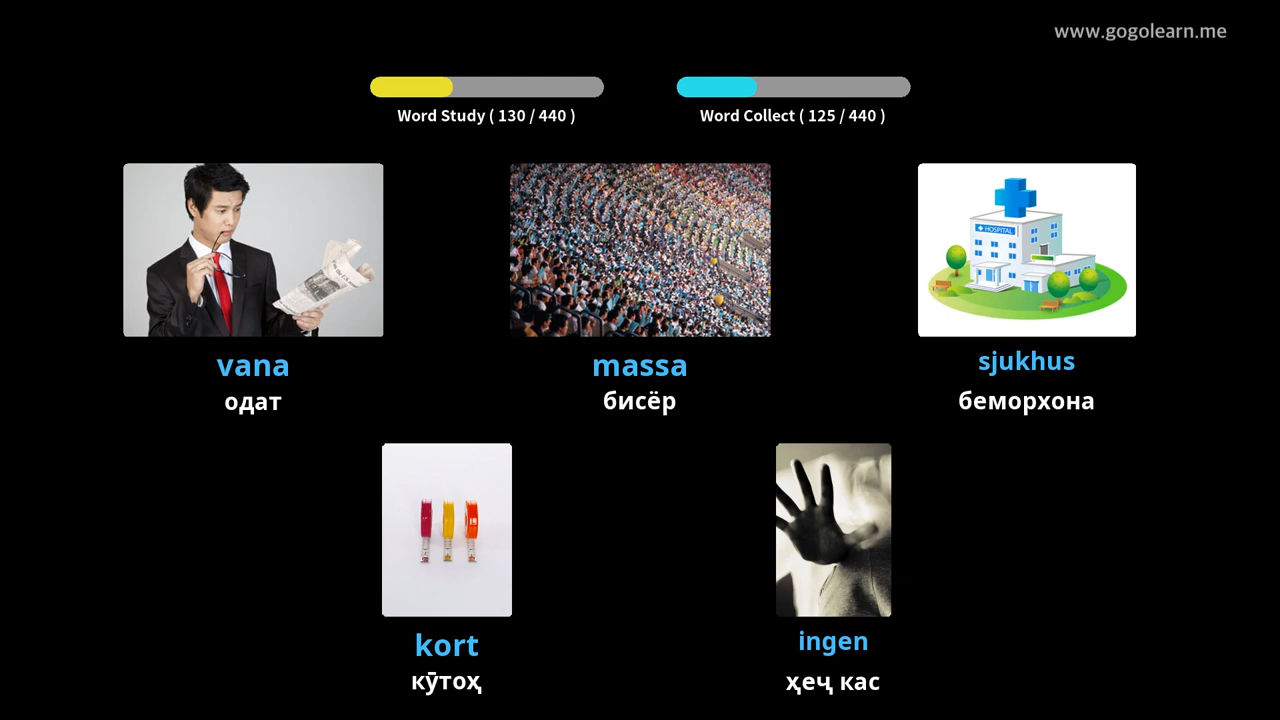 www.gogolearn.me
Word Study ( 130 / 440 )
Word Collect ( 125 / 440 )
HOSPITAL
vana
одат
massa
бисёр
sjukhus
беморхона
kort
кӯтоҳ
ingen
ҳеҷ кас